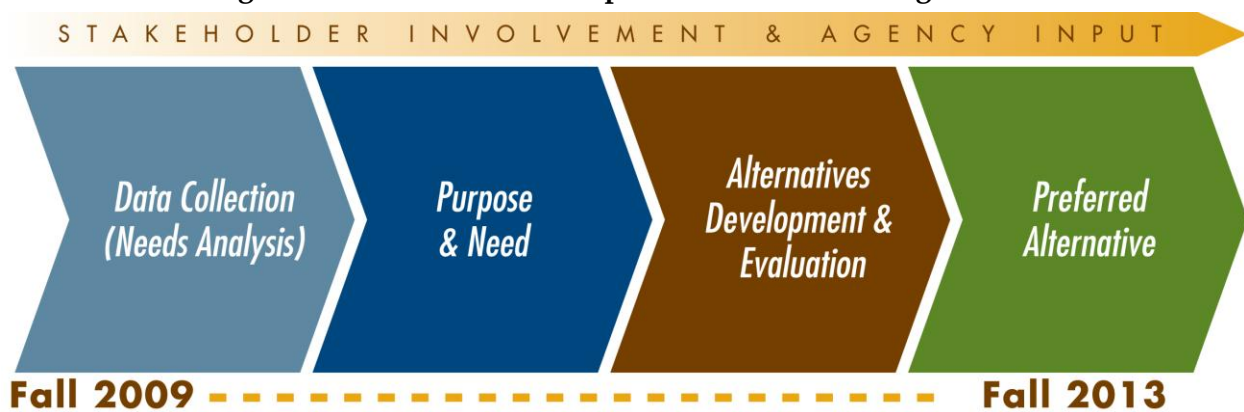 STAKEHOLDER INVOLVEMENT & AGENCY INPUT
Data Collection
(Needs Analysis)
Purpose
& Need
Alternatives
Development &
Evaluation
Preferred
Alternative
Fall 2009
Fall 2013